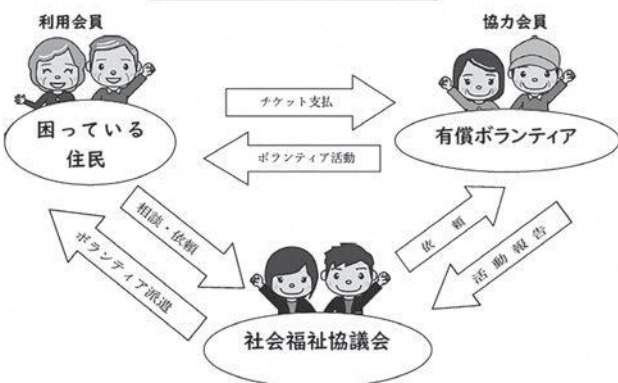 利用会員
協力会員
チケット支払
困っている
住民
有償ボランティア
ボランティア活動
相談・依頼
ボランティア派遣
依頼
活動報告
社会福祉協議会